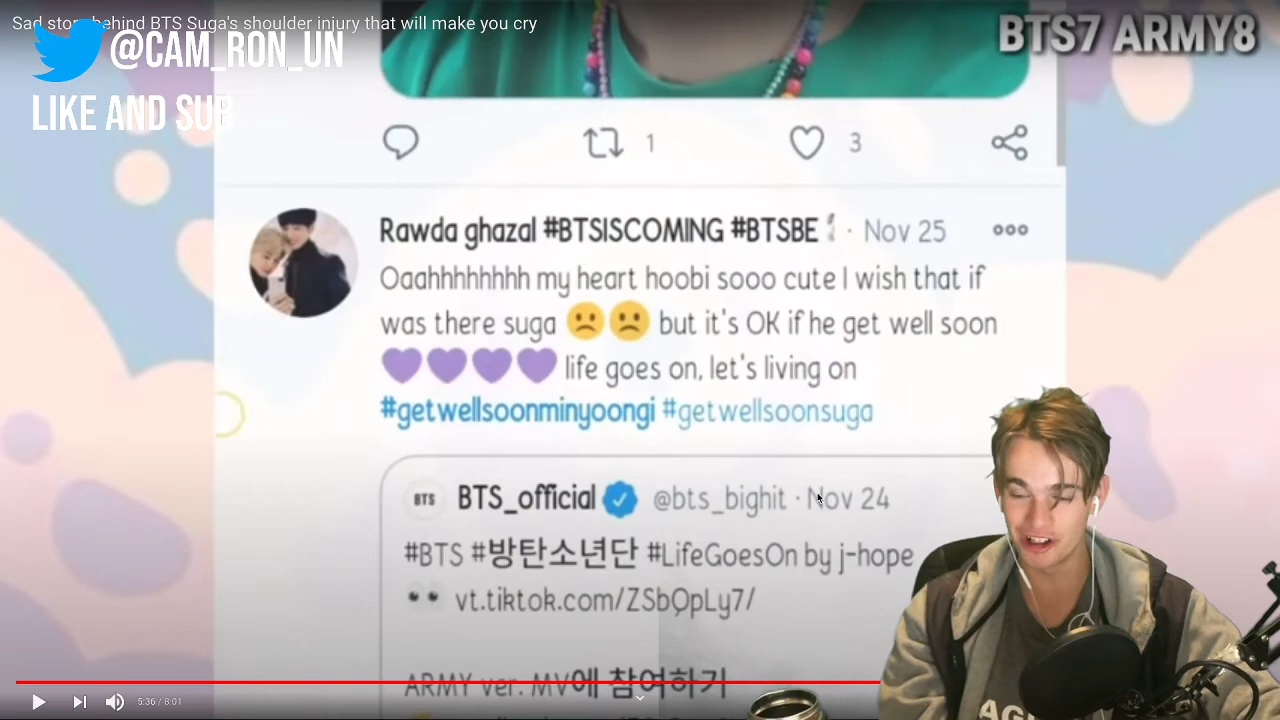 Sad story behind BTS Suga's shoulder injury that will make you cry
@CAM_RON_UN
LIKE AND SUB
BTS7 ARMY8
1
3
Rawda ghazal #BTSISCOMING #BTSBE · Nov 25
Oaahhhhhhhh my heart hoobi sooo cute I wish that if
was there suga 🙁🙁 but it's OK if he get well soon
💜💜💜💜 life goes on, let's living on
#getwellsoonminyoongi #getwellsoonsuga
BTS
BTS_official @bts_bighit · Nov 24
#BTS #방탄소년단 #LifeGoesOn by j-hope
👀 vt.tiktok.com/ZSbQpLy7/
ARMY ver. MV에 참여하기
5:36 / 8:01